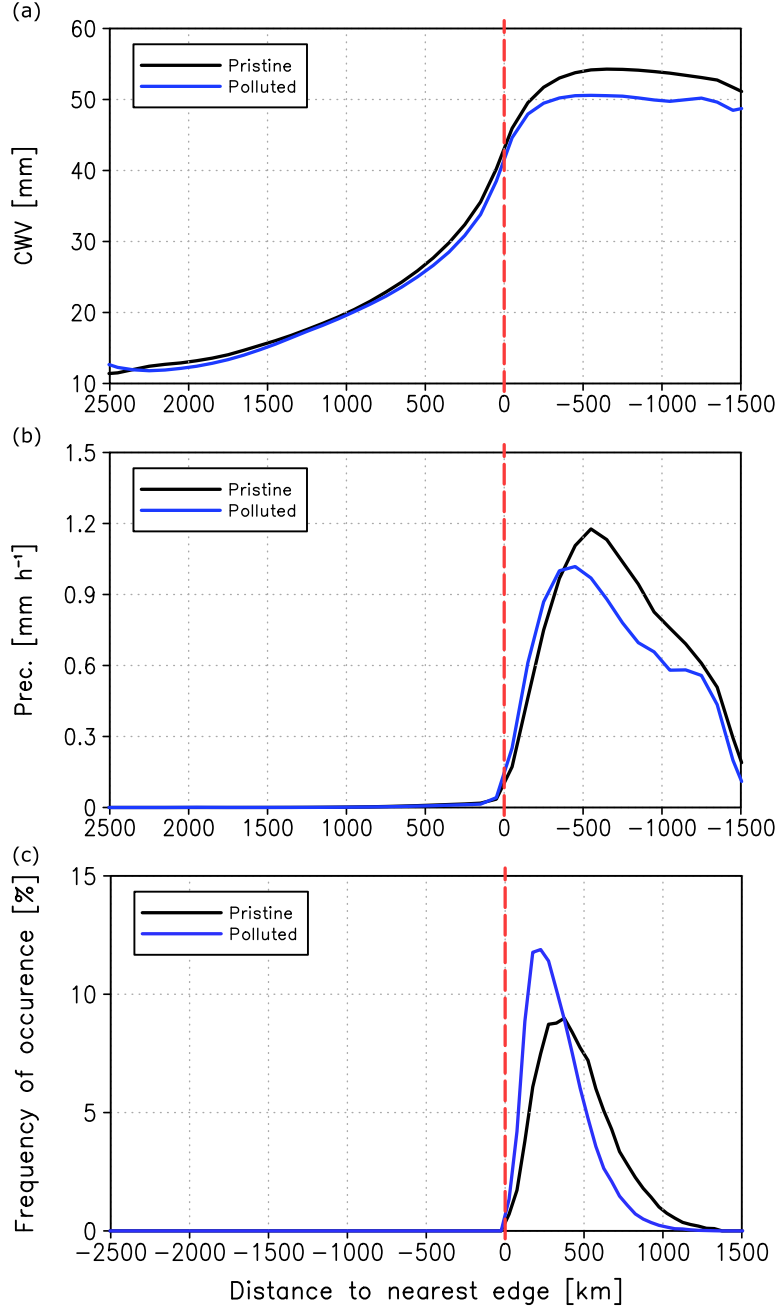 (a)
60
50
40
30
20
10
CWV [mm]
Pristine
Polluted
2500 2000 1500 1000 500 0 −500 −1000 −1500
(b)
1.5
1.2
0.9
0.6
0.3
0
Prec. [mm h⁻¹]
Pristine
Polluted
2500 2000 1500 1000 500 0 −500 −1000 −1500
(c)
15
10
5
0
Frequency of occurence [%]
Pristine
Polluted
−2500 −2000 −1500 −1000 −500 0 500 1000 1500
Distance to nearest edge [km]